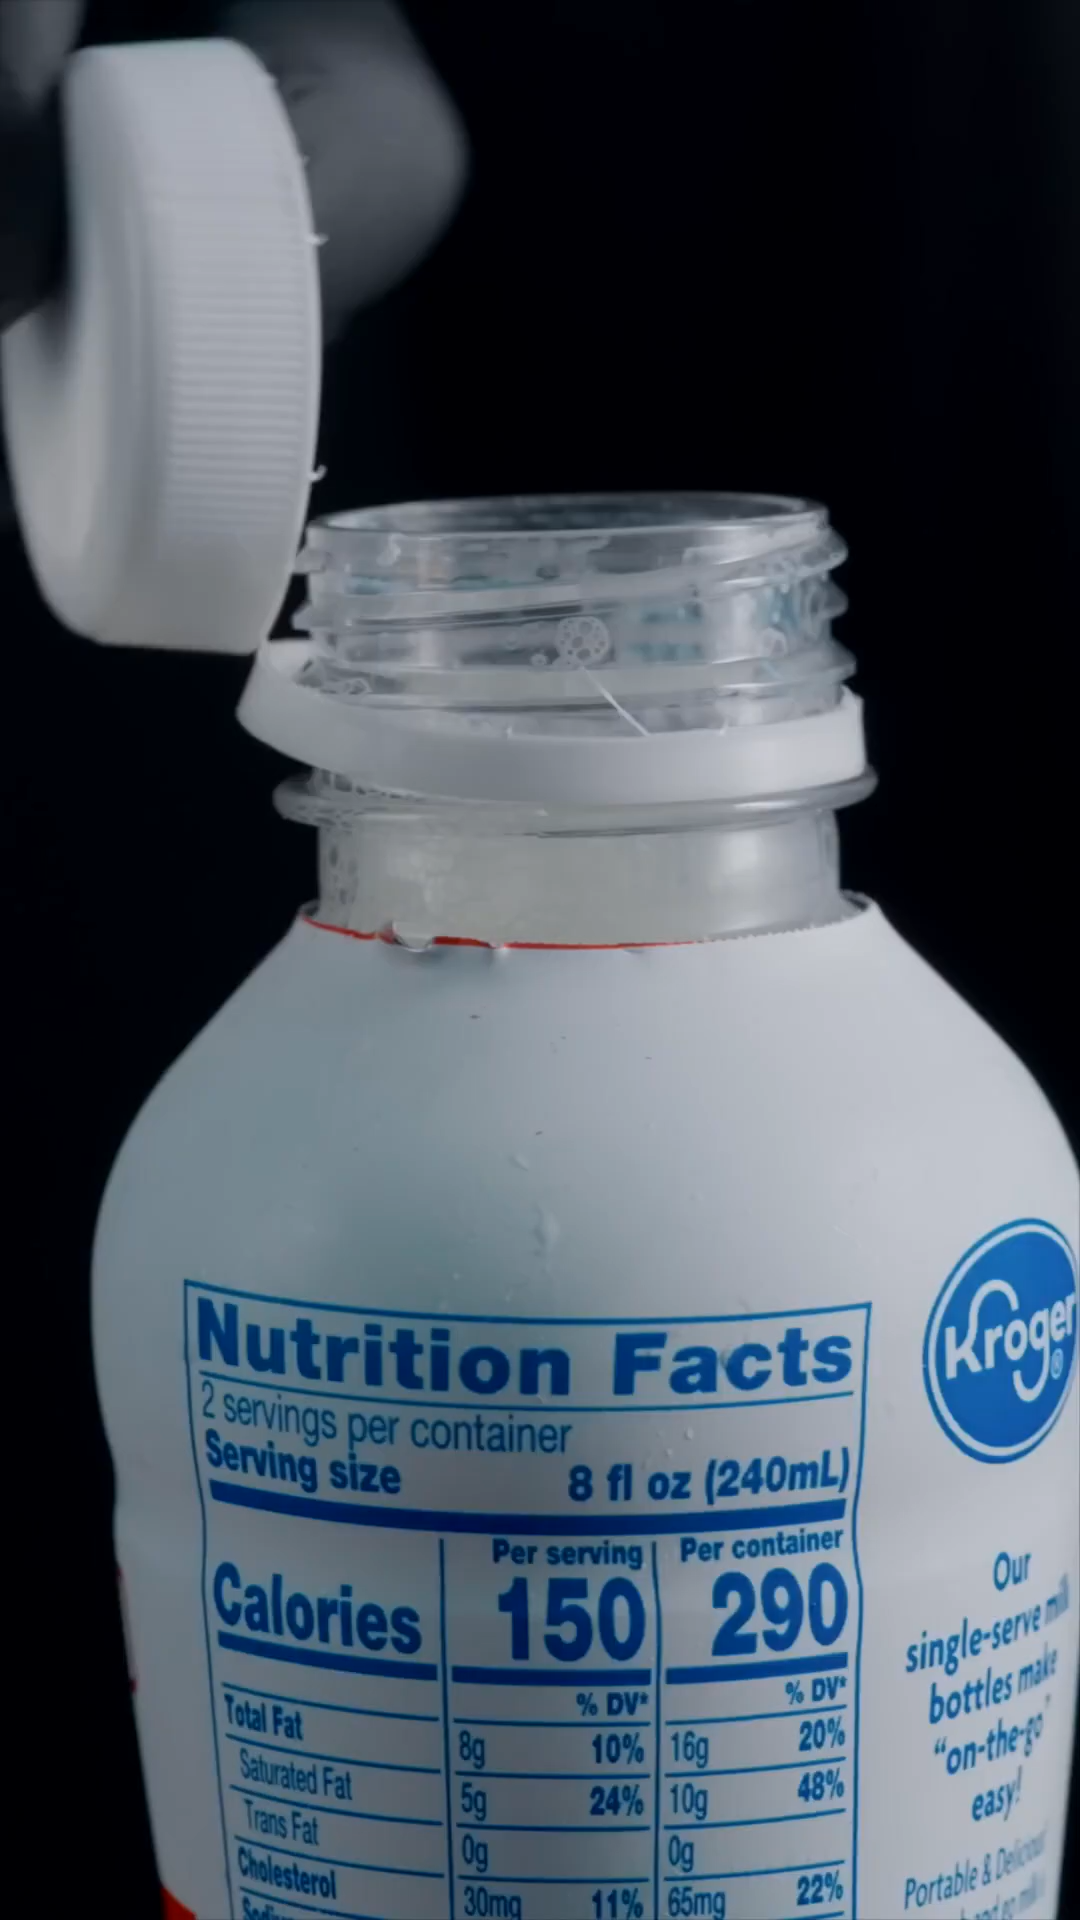 Nutrition Facts
2 servings per container
Serving size 8 fl oz (240mL)
Per serving Per container
Calories 150 290
% DV* % DV*
Total Fat 8g 10% 16g 20%
Saturated Fat 5g 24% 10g 48%
Trans Fat 0g 0g
Cholesterol 30mg 11% 65mg 22%
Kroger®
Our
single-serve milk
bottles make
“on-the-go”
easy!
Portable & Delicious